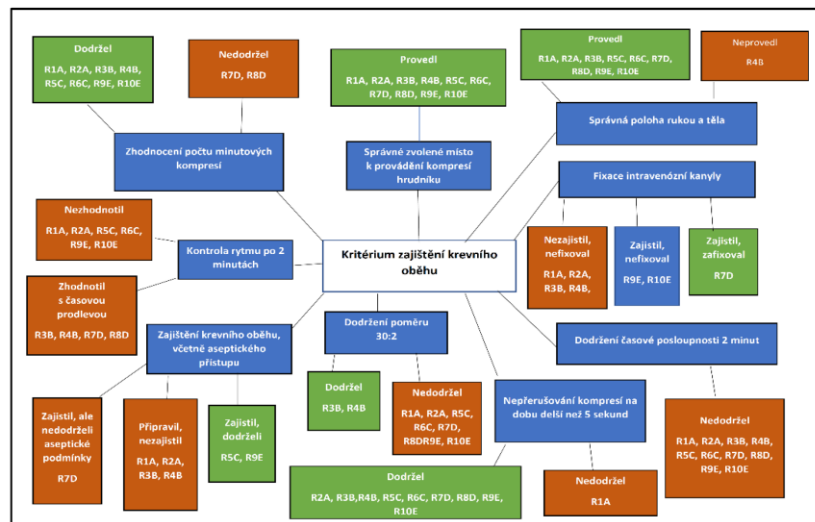 Dodržel
R1A, R2A, R3B, R4B,
R5C, R6C, R9E, R10E
Nedodržel
R7D, R8D
Zhodnocení počtu minutových
kompresí
Provedl
R1A, R2A, R3B, R4B, R5C, R6C,
R7D, R8D, R9E, R10E
Správné zvolené místo
k provádění kompresí
hrudníku
Provedl
R1A, R2A, R3B, R5C, R6C, R7D,
R8D, R9E, R10E
Neprovedl
R4B
Správná poloha rukou a těla
Fixace intravenózní kanyly
Nezajistil,
nefixoval
R1A, R2A,
R3B, R4B,
Zajistil,
nefixoval
R9E, R10E
Zajistil,
zafixoval
R7D
Nezhodnotil
R1A, R2A, R5C, R6C,
R9E, R10E
Kontrola rytmu po 2
minutách
Zhodnotil
s časovou
prodlevou
R3B, R4B, R7D, R8D
Kritérium zajištění krevního
oběhu
Zajištění krevního oběhu,
včetně aseptického
přístupu
Zajistil, ale
nedodrželi
aseptické
podmínky
R7D
Připravil,
nezajistil
R1A, R2A,
R3B, R4B
Zajistil,
dodrželi
R5C, R9E
Dodržení poměru
30:2
Dodržel
R3B, R4B
Nedodržel
R1A, R2A, R5C,
R6C, R7D,
R8DR9E, R10E
Nepřerušování kompresí na
dobu delší než 5 sekund
Dodržel
R2A, R3B,R4B, R5C, R6C, R7D, R8D, R9E,
R10E
Nedodržel
R1A
Dodržení časové posloupnosti 2 minut
Nedodržel
R1A, R2A, R3B, R4B,
R5C, R6C, R7D, R8D,
R9E, R10E